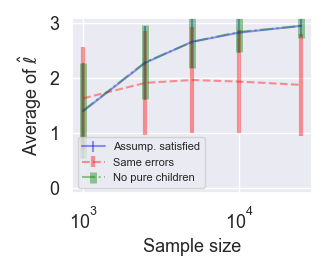 3
2
1
0
Average of ℓ̂
Assump. satisfied
Same errors
No pure children
10³
10⁴
Sample size